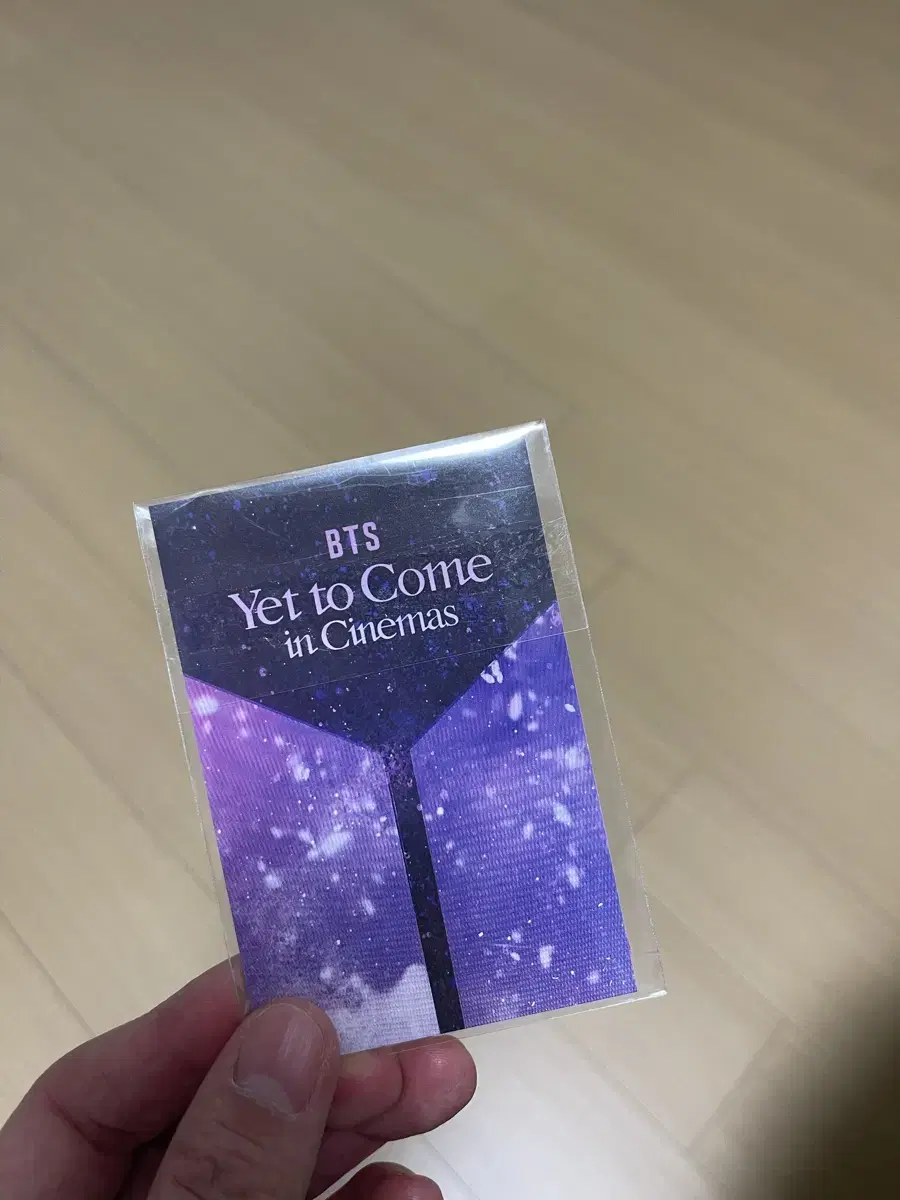 BTS
Yet to Come
in Cinemas